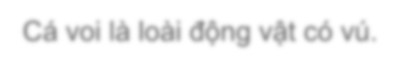 Cá voi là loài động vật có vú.